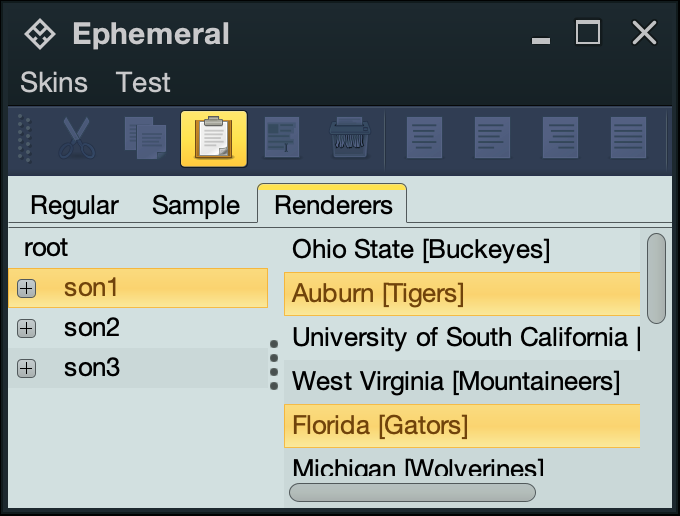 Ephemeral
Skins Test
Regular Sample Renderers
root
son1
son2
son3
Ohio State [Buckeyes]
Auburn [Tigers]
University of South California [
West Virginia [Mountaineers]
Florida [Gators]
Michigan [Wolverines]